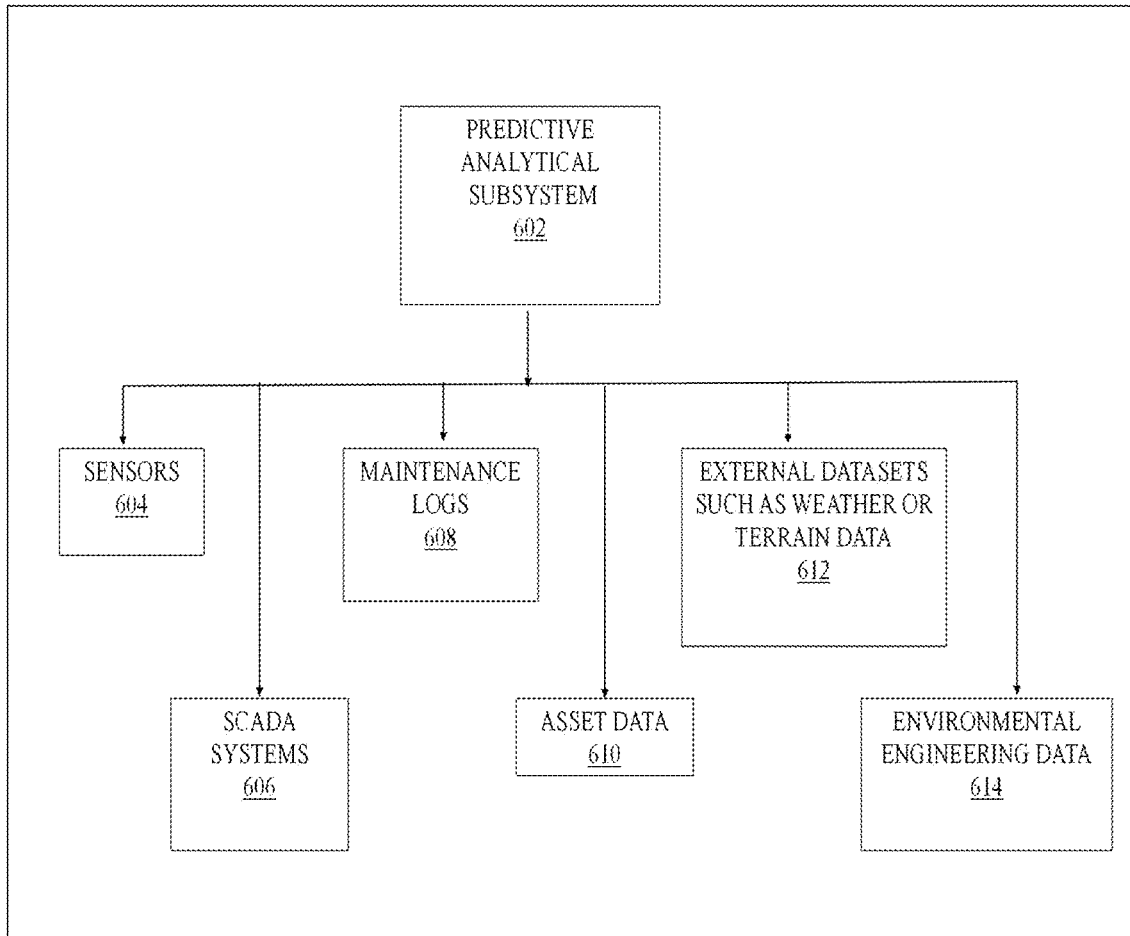 PREDICTIVE
ANALYTICAL
SUBSYSTEM
602
SENSORS
604
MAINTENANCE
LOGS
608
EXTERNAL DATASETS
SUCH AS WEATHER OR
TERRAIN DATA
612
SCADA
SYSTEMS
606
ASSET DATA
610
ENVIRONMENTAL
ENGINEERING DATA
614